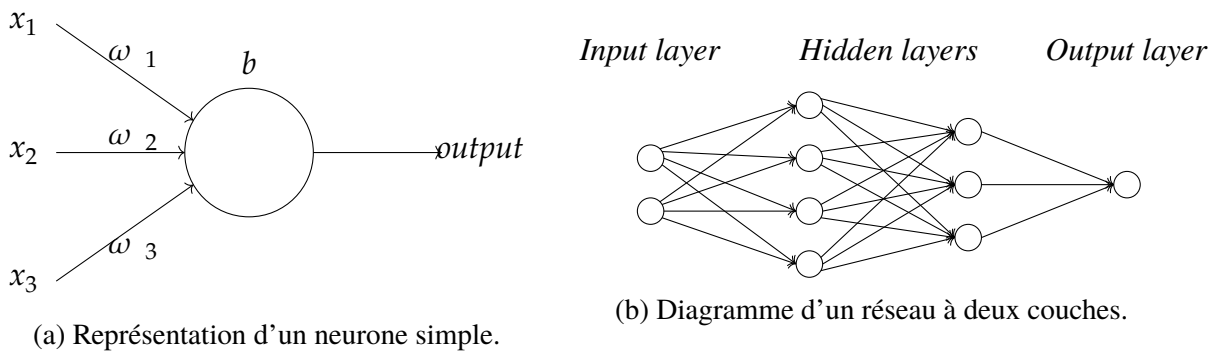 x₁
ω 1
b
x₂
ω 2
output
ω 3
x₃
(a) Représentation d'un neurone simple.
Input layer
Hidden layers
Output layer
(b) Diagramme d'un réseau à deux couches.